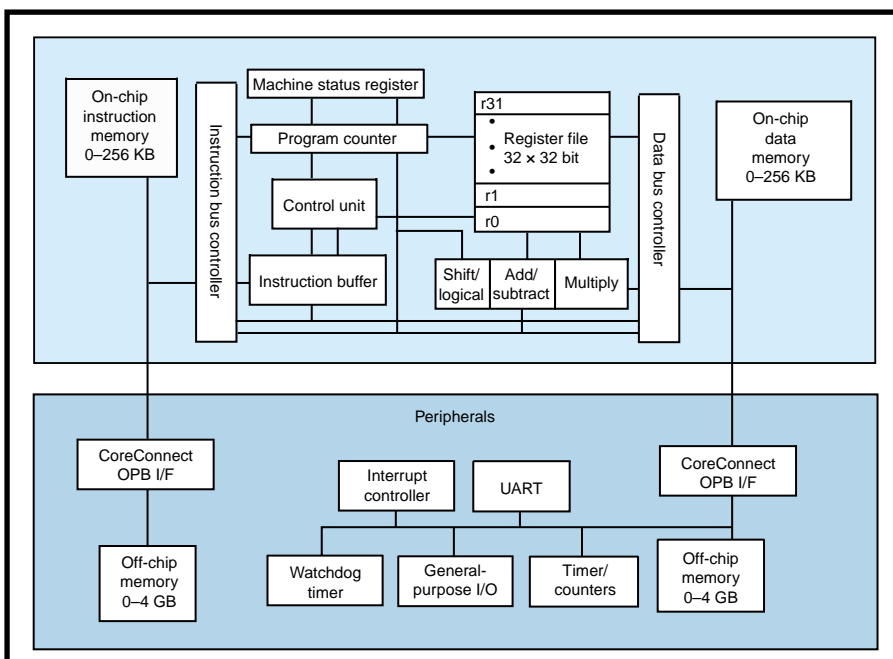 On-chip
instruction
memory
0–256 KB
Instruction bus controller
Machine status register
Program counter
Control unit
Instruction buffer
r31
•
• Register file
32 × 32 bit
•
r1
r0
Shift/
logical
Add/
subtract
Multiply
Data bus controller
On-chip
data
memory
0–256 KB
Peripherals
CoreConnect
OPB I/F
Off-chip
memory
0–4 GB
Interrupt
controller
UART
Watchdog
timer
General-
purpose I/O
Timer/
counters
CoreConnect
OPB I/F
Off-chip
memory
0–4 GB